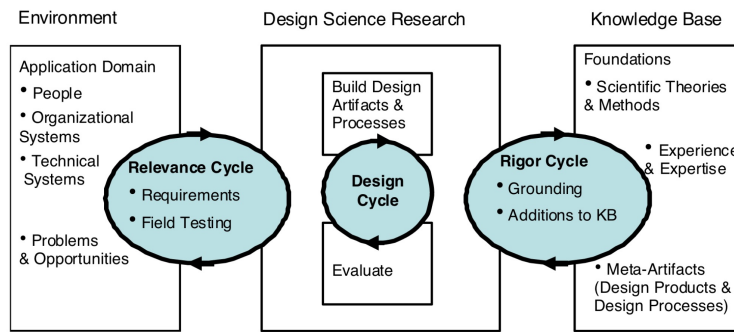 Environment
Design Science Research
Knowledge Base
Application Domain
• People
• Organizational
Systems
• Technical
Systems
• Problems
& Opportunities
Relevance Cycle
• Requirements
• Field Testing
Build Design
Artifacts &
Processes
Design
Cycle
Evaluate
Rigor Cycle
• Grounding
• Additions to KB
Foundations
• Scientific Theories
& Methods
• Experience
& Expertise
• Meta-Artifacts
(Design Products &
Design Processes)